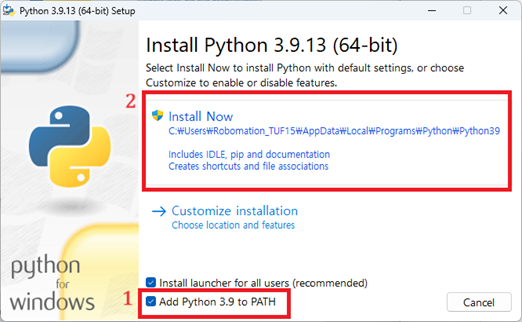 Python 3.9.13 (64-bit) Setup
Install Python 3.9.13 (64-bit)
Select Install Now to install Python with default settings, or choose
Customize to enable or disable features.
2
Install Now
C:₩Users₩Robomation_TUF15₩AppData₩Local₩Programs₩Python₩Python39
Includes IDLE, pip and documentation
Creates shortcuts and file associations
Customize installation
Choose location and features
python
for
windows
Install launcher for all users (recommended)
1
Add Python 3.9 to PATH
Cancel